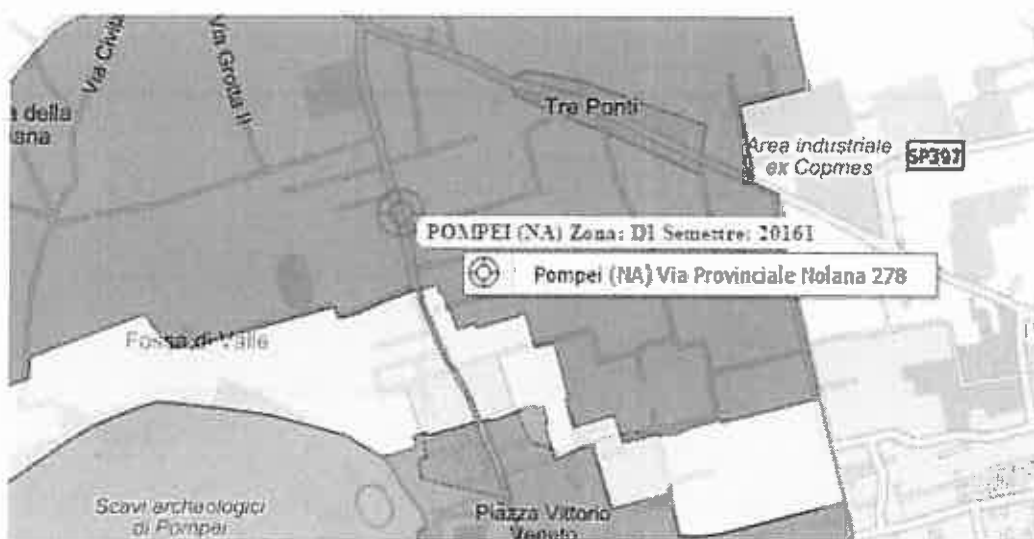 Via Civita
Via Grotta II
a della
iana
Tre Ponti
Area industriale
ex Copmes
SP397
POMPEI (NA) Zona: D1 Semestre: 20161
Pompei (NA) Via Provinciale Nolana 278
Fossa di Valle
Scavi archeologici
di Pompei
Piazza Vittorio
Veneto